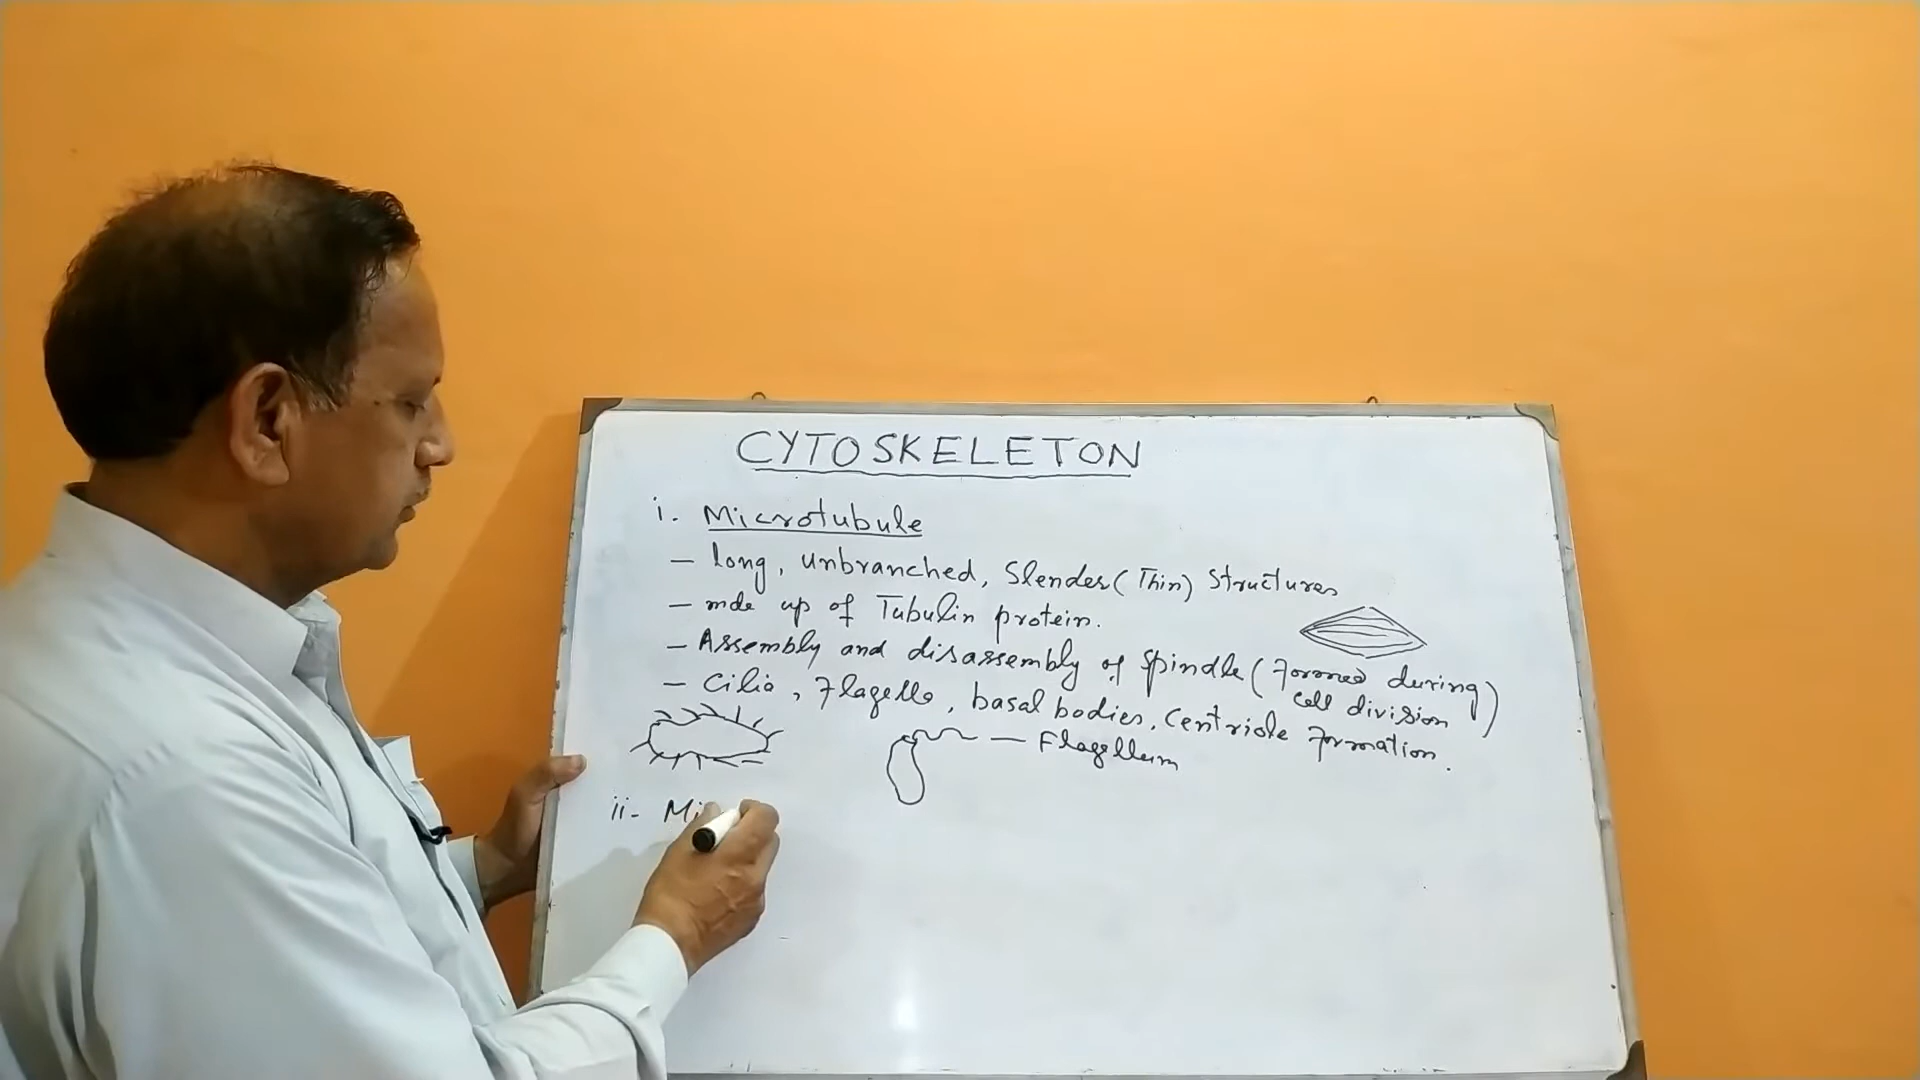 CYTOSKELETON
i. Microtubule
- long, unbranched, Slender (Thin) Structures
- mde up of Tubulin protein.
- Assembly and disassembly of Spindle (Formed during cell division)
- Cilia, Flagella, basal bodies, Centriole Formation.
- Flagellum
ii- Mi